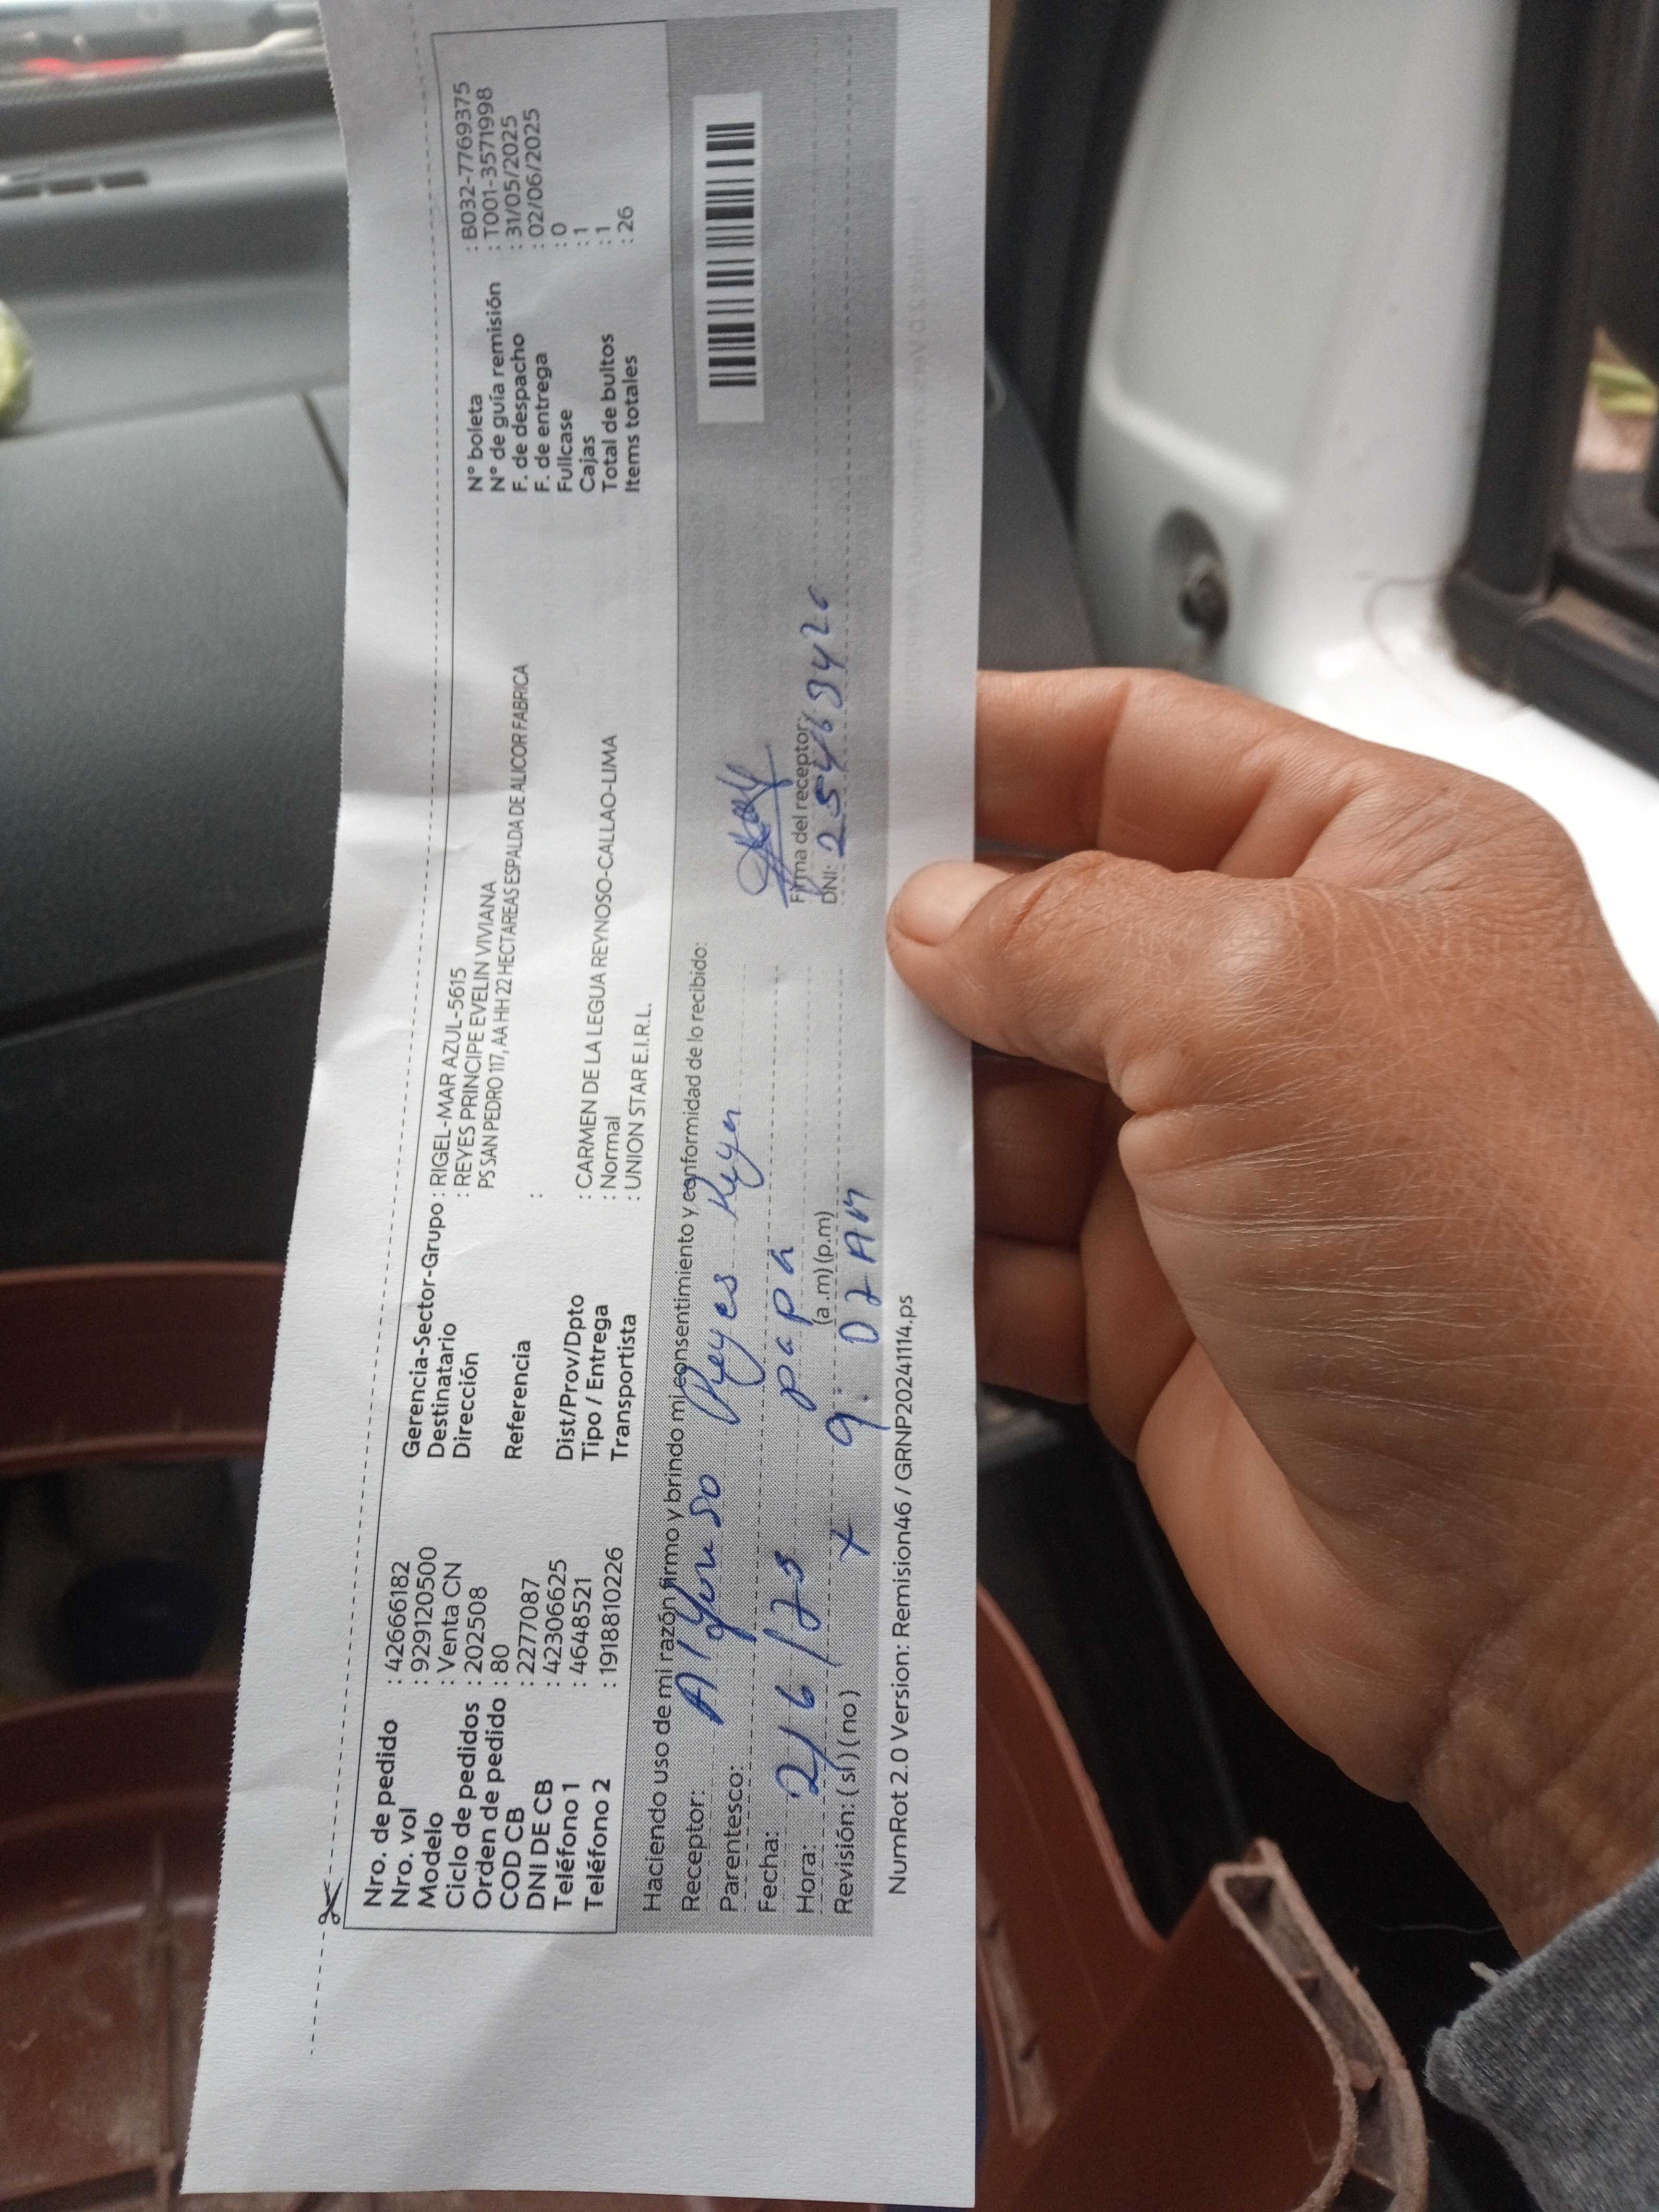 Nro. de pedido : 42666182
Nro. vol : 929120500
Modelo : Venta CN
Ciclo de pedidos : 202508
Orden de pedido : 80
COD CB : 2277087
DNI DE CB : 42306625
Teléfono 1 : 4648521
Teléfono 2 : 1918810226
Gerencia-Sector-Grupo : RIGEL-MAR AZUL-5615
Destinatario : REYES PRINCIPE EVELIN VIVIANA
Dirección PS SAN PEDRO 117, AA HH 22 HECTAREAS ESPALDA DE ALICOR FABRICA
Referencia :
Dist/Prov/Dpto : CARMEN DE LA LEGUA REYNOSO-CALLAO-LIMA
Tipo / Entrega : Normal
Transportista : UNION STAR E.I.R.L.
N° boleta : B032-7769375
N° de guía remisión : T001-3571998
F. de despacho : 31/05/2025
F. de entrega : 02/06/2025
Fullcase : 0
Cajas : 1
Total de bultos : 1
Items totales : 26
Haciendo uso de mi razón firmo y brindo mi consentimiento y conformidad de lo recibido:
Receptor: Alfonso Reyes Reyes
Parentesco: papa
Fecha: 2/6/25
Hora: 9:02 AM (a.m) (p.m)
Revisión: (si) (no)
Firma del receptor:
DNI: 25463426
NumRot 2.0 Version: Remision46 / GRNP20241114.ps